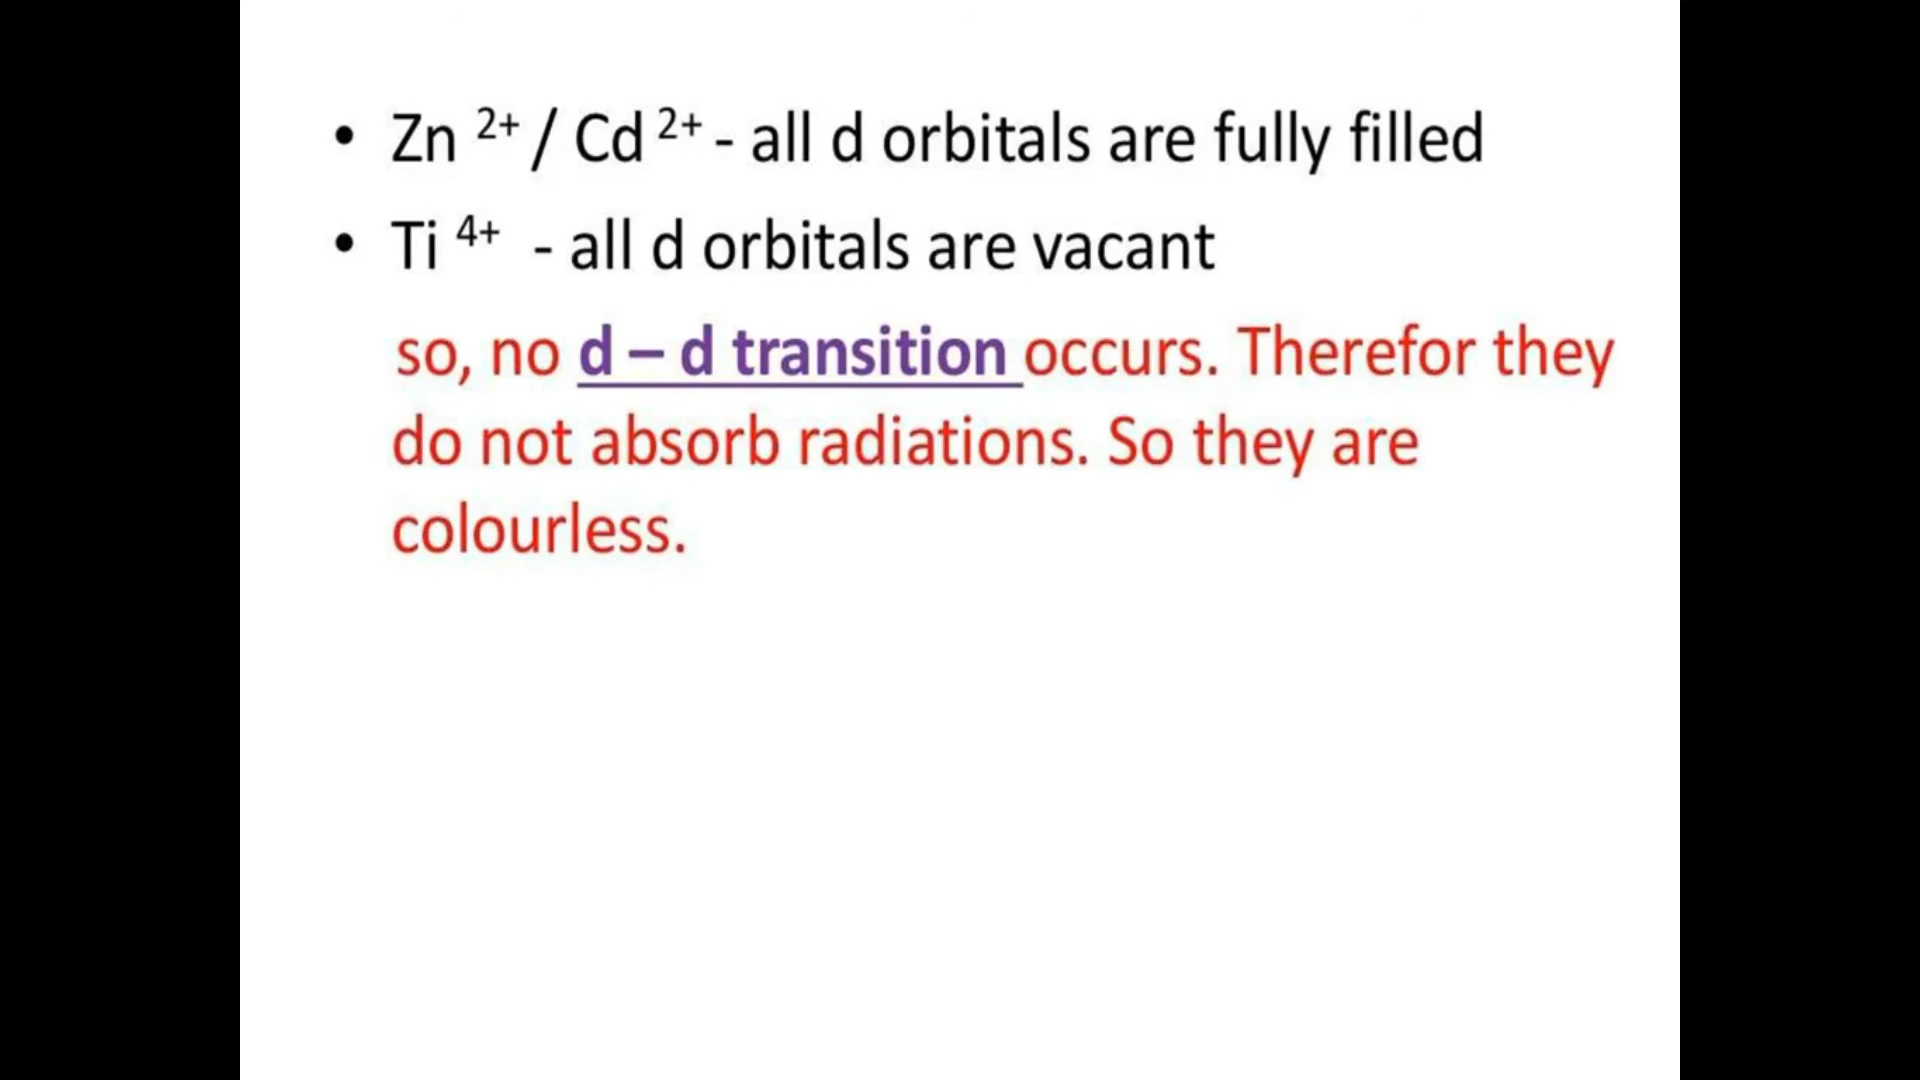 • Zn 2+ / Cd 2+ - all d orbitals are fully filled
• Ti 4+ - all d orbitals are vacant
so, no d – d transition occurs. Therefor they
do not absorb radiations. So they are
colourless.